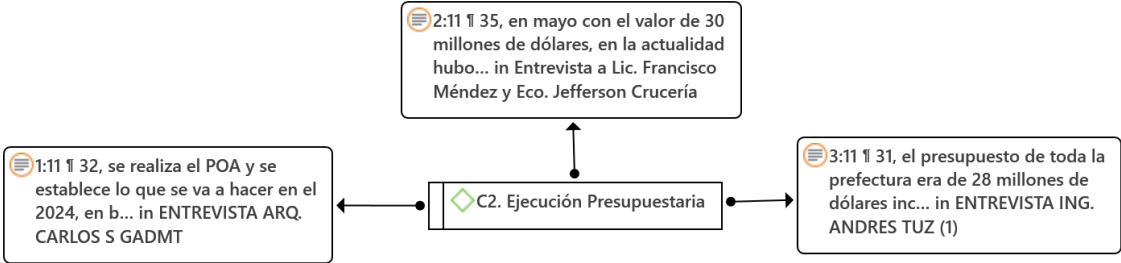 2:11 ¶ 35, en mayo con el valor de 30
millones de dólares, en la actualidad
hubo... in Entrevista a Lic. Francisco
Méndez y Eco. Jefferson Crucería
1:11 ¶ 32, se realiza el POA y se
establece lo que se va a hacer en el
2024, en b... in ENTREVISTA ARQ.
CARLOS S GADMT
C2. Ejecución Presupuestaria
3:11 ¶ 31, el presupuesto de toda la
prefectura era de 28 millones de
dólares inc... in ENTREVISTA ING.
ANDRES TUZ (1)